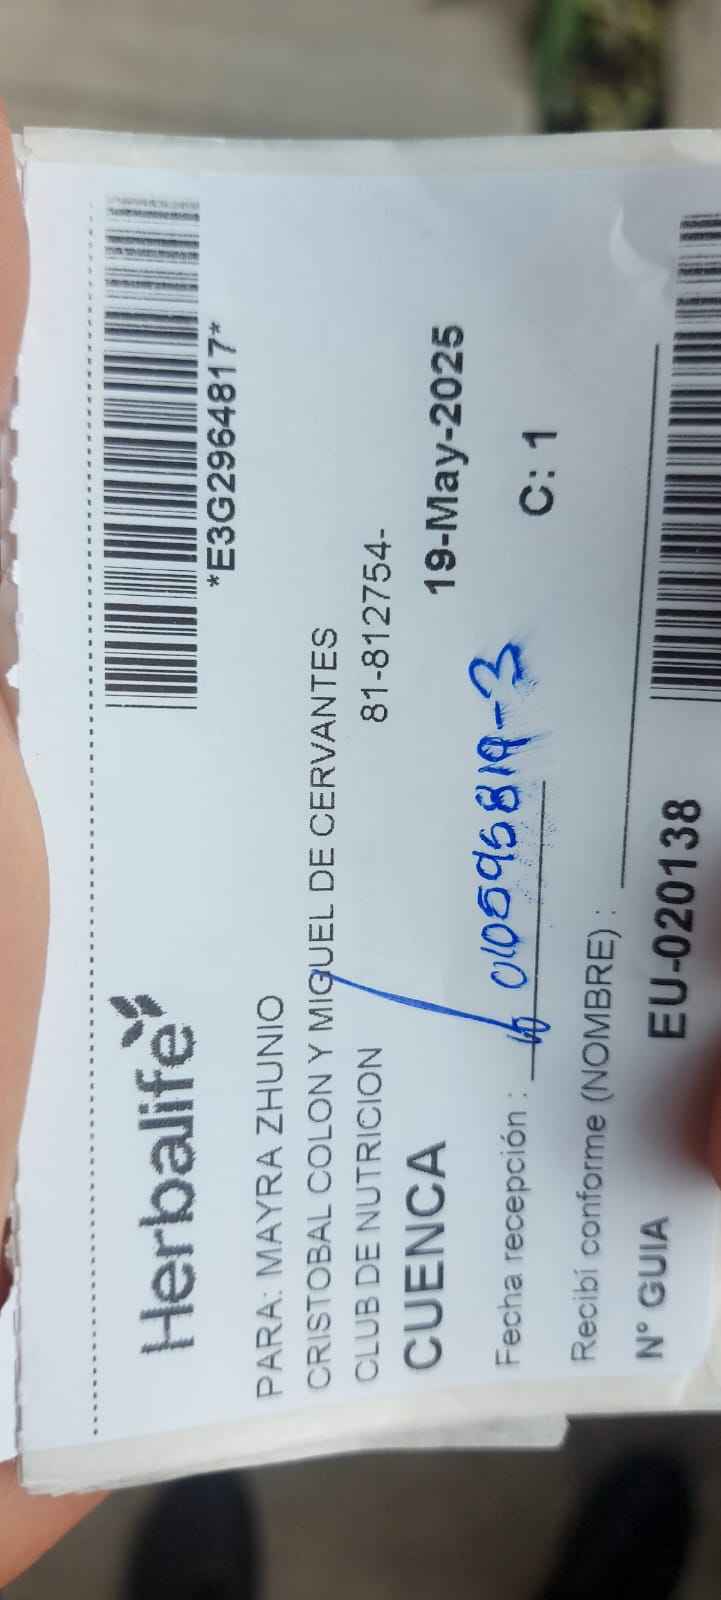 Herbalife
*E3G2964817*
PARA: MAYRA ZHUNIO
CRISTOBAL COLON Y MIGUEL DE CERVANTES
CLUB DE NUTRICION 81-812754-
CUENCA 19-May-2025
Fecha recepción : 010595819-3
C: 1
Recibí conforme (NOMBRE) :
N° GUIA EU-020138